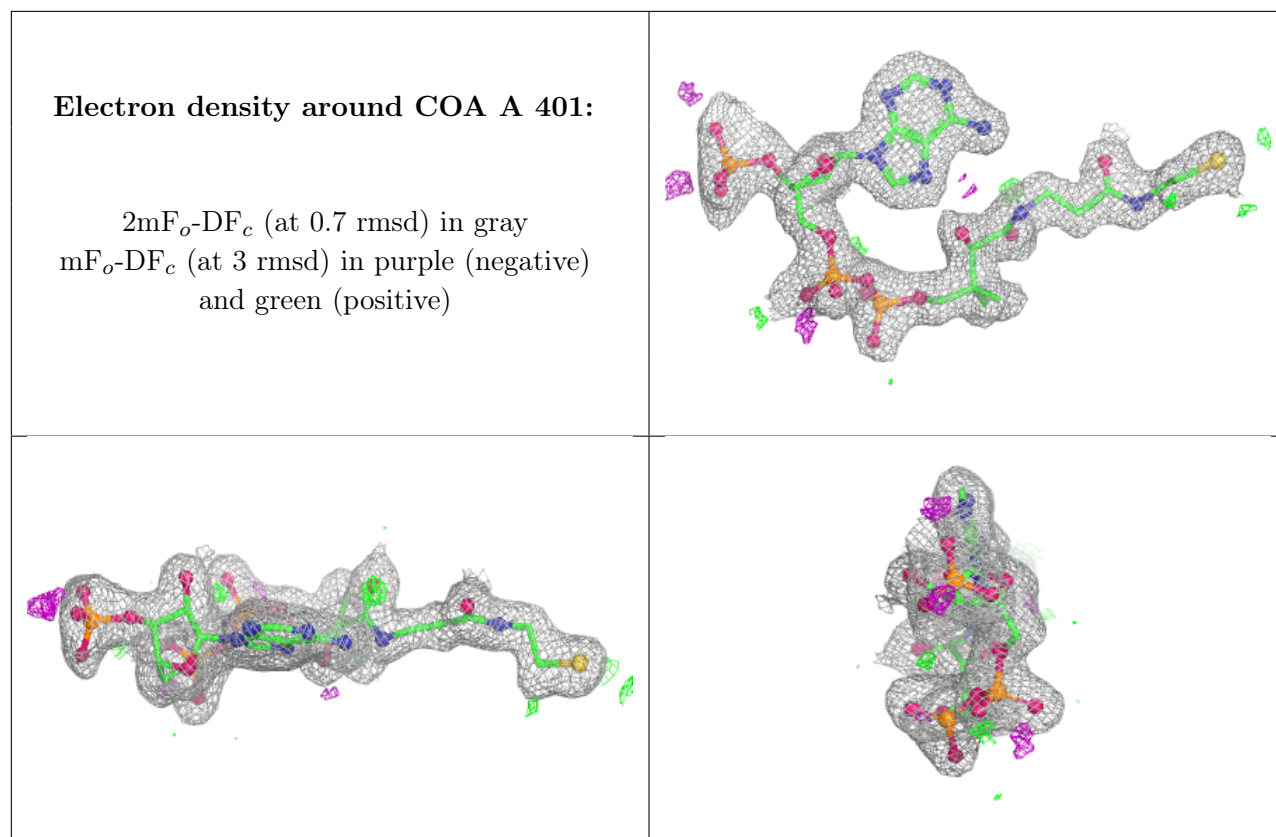 Electron density around COA A 401:
2mFo-DFc (at 0.7 rmsd) in gray
mFo-DFc (at 3 rmsd) in purple (negative)
and green (positive)